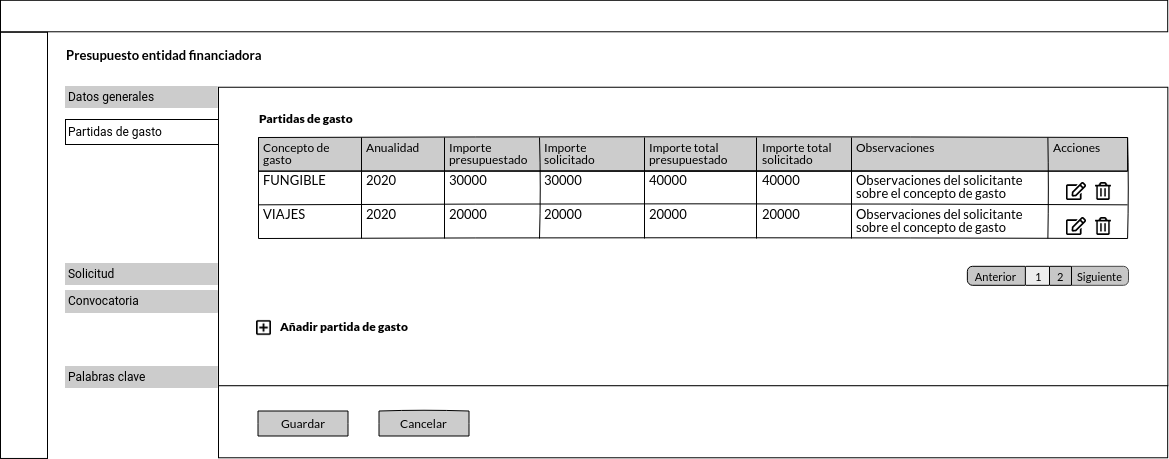 Presupuesto entidad financiadora
Datos generales
Partidas de gasto
Solicitud
Convocatoria
Palabras clave
Partidas de gasto
Concepto de gasto Anualidad Importe presupuestado Importe solicitado Importe total presupuestado Importe total solicitado Observaciones Acciones
FUNGIBLE 2020 30000 30000 40000 40000 Observaciones del solicitante sobre el concepto de gasto
VIAJES 2020 20000 20000 20000 20000 Observaciones del solicitante sobre el concepto de gasto
Anterior 1 2 Siguiente
Añadir partida de gasto
Guardar Cancelar